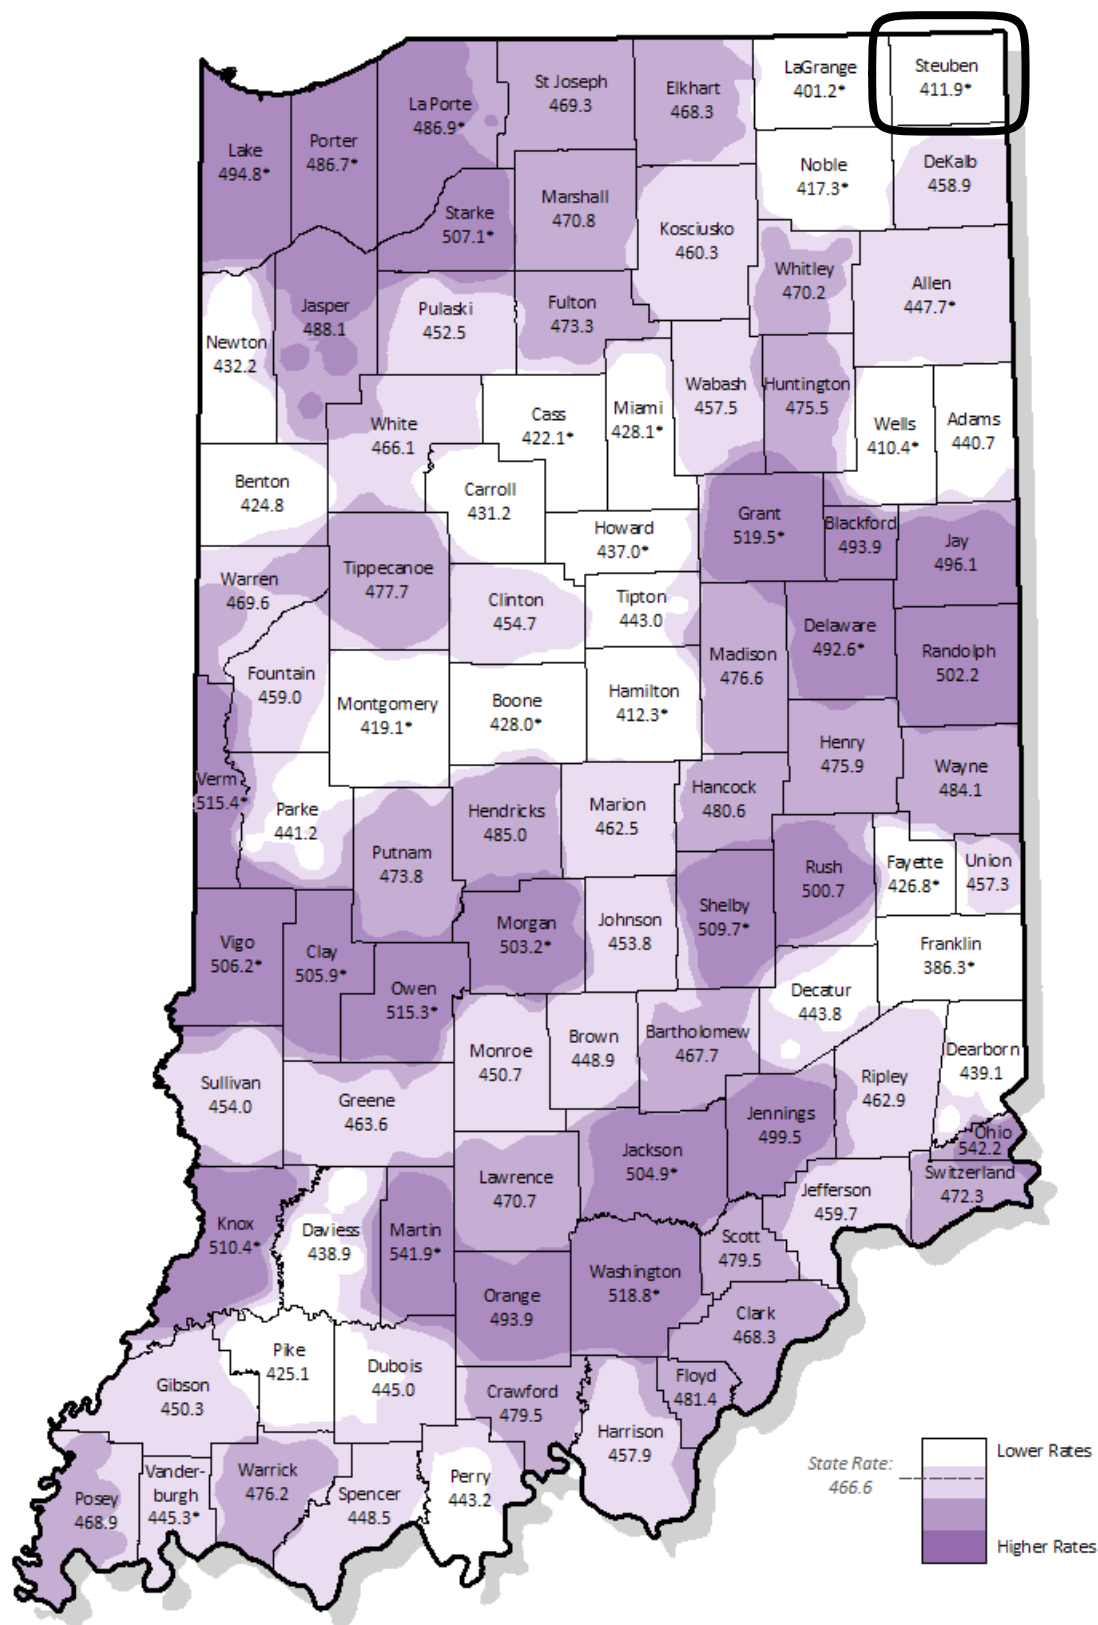 LaGrange
401.2*
Steuben
411.9*
St Joseph
469.3
Elkhart
468.3
La Porte
486.9*
Porter
486.7*
Lake
494.8*
Noble
417.3*
DeKalb
458.9
Marshall
470.8
Starke
507.1*
Kosciusko
460.3
Whitley
470.2
Allen
447.7*
Jasper
488.1
Pulaski
452.5
Fulton
473.3
Newton
432.2
Wabash
457.5
Huntington
475.5
Miami
428.1*
Cass
422.1*
White
466.1
Wells
410.4*
Adams
440.7
Benton
424.8
Carroll
431.2
Grant
519.5*
Blackford
493.9
Howard
437.0*
Jay
496.1
Tippecanoe
477.7
Warren
469.6
Clinton
454.7
Tipton
443.0
Delaware
492.6*
Madison
476.6
Randolph
502.2
Fountain
459.0
Montgomery
419.1*
Boone
428.0*
Hamilton
412.3*
Henry
475.9
Wayne
484.1
Verm
515.4*
Parke
441.2
Hendricks
485.0
Marion
462.5
Hancock
480.6
Putnam
473.8
Rush
500.7
Fayette
426.8*
Union
457.3
Morgan
503.2*
Johnson
453.8
Shelby
509.7*
Vigo
506.2*
Clay
505.9*
Franklin
386.3*
Owen
515.3*
Decatur
443.8
Monroe
450.7
Brown
448.9
Bartholomew
467.7
Dearborn
439.1
Sullivan
454.0
Greene
463.6
Ripley
462.9
Jennings
499.5
Ohio
542.2
Jackson
504.9*
Lawrence
470.7
Switzerland
472.3
Jefferson
459.7
Knox
510.4*
Daviess
438.9
Martin
541.9*
Scott
479.5
Washington
518.8*
Orange
493.9
Clark
468.3
Pike
425.1
Dubois
445.0
Gibson
450.3
Crawford
479.5
Floyd
481.4
Harrison
457.9
Posey
468.9
Vander-
burgh
445.3*
Warrick
476.2
Spencer
448.5
Perry
443.2
State Rate:
466.6
Lower Rates
Higher Rates